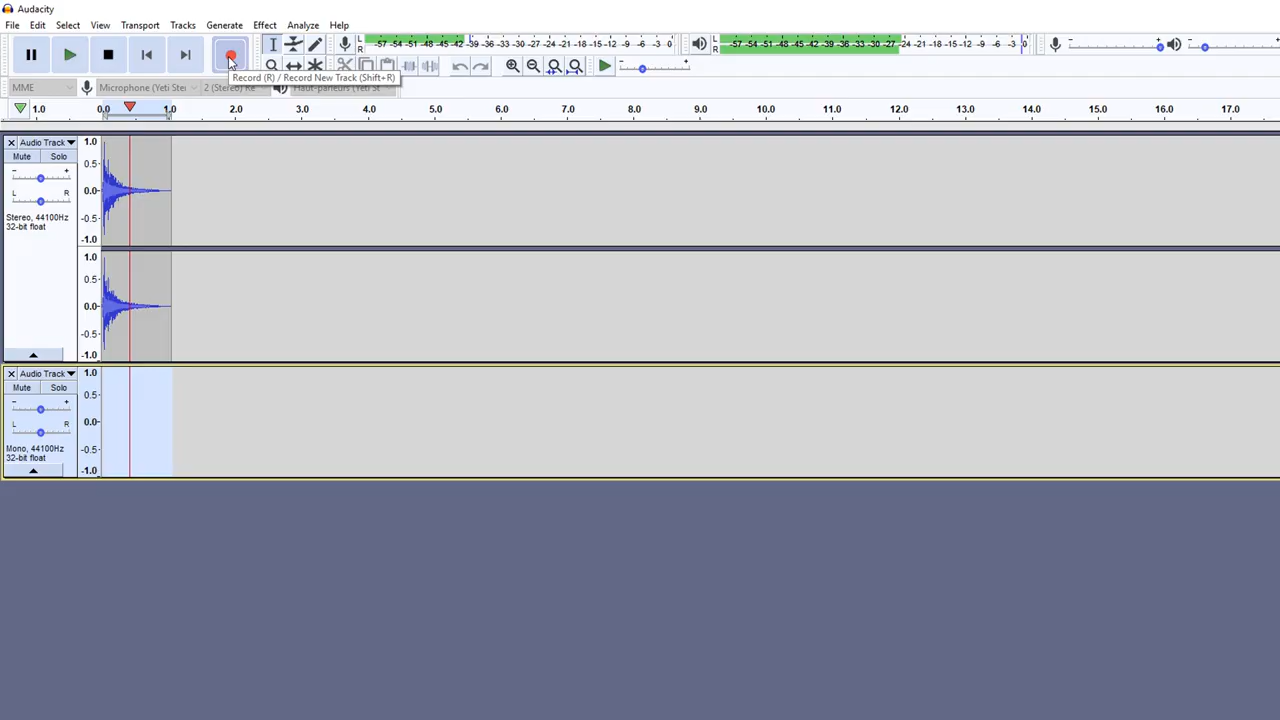 Audacity
File Edit Select View Transport Tracks Generate Effect Analyze Help
L R -57 -54 -51 -48 -45 -42 -39 -36 -33 -30 -27 -24 -21 -18 -15 -12 -9 -6 -3 0
L R -57 -54 -51 -48 -45 -42 -39 -36 -33 -30 -27 -24 -21 -18 -15 -12 -9 -6 -3 0
Record (R) / Record New Track (Shift+R)
MME Microphone (Yeti Ster 2 (Stereo) Re Haut-parleurs (Yeti St
1.0 0.0 1.0 2.0 3.0 4.0 5.0 6.0 7.0 8.0 9.0 10.0 11.0 12.0 13.0 14.0 15.0 16.0 17.0
Audio Track 1.0
Mute Solo
- + 0.5
L R 0.0
Stereo, 44100Hz -0.5
32-bit float
-1.0
1.0
0.5
0.0
-0.5
-1.0
Audio Track 1.0
Mute Solo 0.5
- +
L R 0.0
Mono, 44100Hz -0.5
32-bit float
-1.0